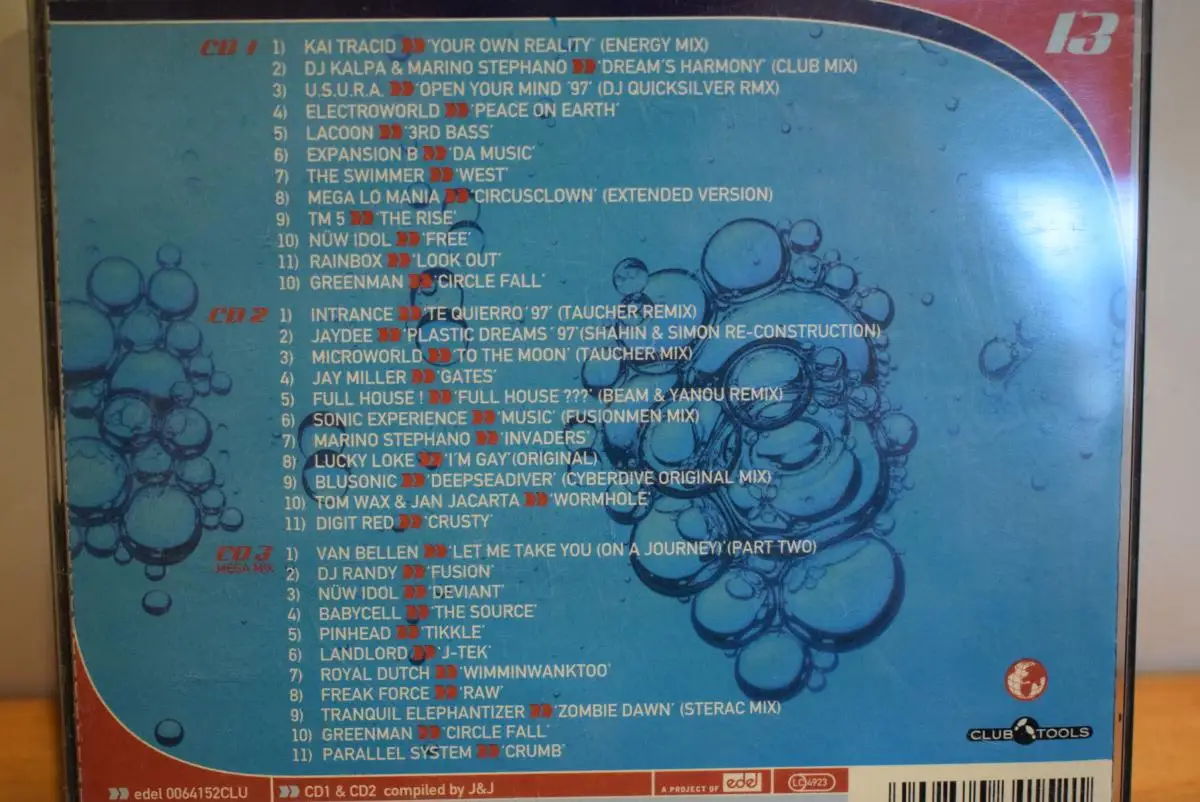 13
CD 1 1) KAI TRACID 'YOUR OWN REALITY' (ENERGY MIX)
2) DJ KALPA & MARINO STEPHANO 'DREAM'S HARMONY' (CLUB MIX)
3) U.S.U.R.A. 'OPEN YOUR MIND '97' (DJ QUICKSILVER RMX)
4) ELECTROWORLD 'PEACE ON EARTH'
5) LACOON '3RD BASS'
6) EXPANSION B 'DA MUSIC'
7) THE SWIMMER 'WEST'
8) MEGA LO MANIA 'CIRCUSCLOWN' (EXTENDED VERSION)
9) TM 5 'THE RISE'
10) NÜW IDOL 'FREE'
11) RAINBOX 'LOOK OUT'
10) GREENMAN 'CIRCLE FALL'
CD 2 1) INTRANCE 'TE QUIERRO '97' (TAUCHER REMIX)
2) JAYDEE 'PLASTIC DREAMS '97' (SHAHIN & SIMON RE-CONSTRUCTION)
3) MICROWORLD 'TO THE MOON' (TAUCHER MIX)
4) JAY MILLER 'GATES'
5) FULL HOUSE ! 'FULL HOUSE ???' (BEAM & YANOU REMIX)
6) SONIC EXPERIENCE 'MUSIC' (FUSIONMEN MIX)
7) MARINO STEPHANO 'INVADERS'
8) LUCKY LOKE 'I'M GAY' (ORIGINAL)
9) BLUSONIC 'DEEPSEADIVER' (CYBERDIVE ORIGINAL MIX)
10) TOM WAX & JAN JACARTA 'WORMHOLE'
11) DIGIT RED 'CRUSTY'
CD 3 1) VAN BELLEN 'LET ME TAKE YOU (ON A JOURNEY)' (PART TWO)
MEGA MIX 2) DJ RANDY 'FUSION'
3) NÜW IDOL 'DEVIANT'
4) BABYCELL 'THE SOURCE'
5) PINHEAD 'TIKKLE'
6) LANDLORD 'J-TEK'
7) ROYAL DUTCH 'WIMMINWANKTOO'
8) FREAK FORCE 'RAW'
9) TRANQUIL ELEPHANTIZER 'ZOMBIE DAWN' (STERAC MIX)
10) GREENMAN 'CIRCLE FALL'
11) PARALLEL SYSTEM 'CRUMB'
CLUB TOOLS
edel 0064152CLU CD1 & CD2 compiled by J&J A PROJECT OF edel LC 4923